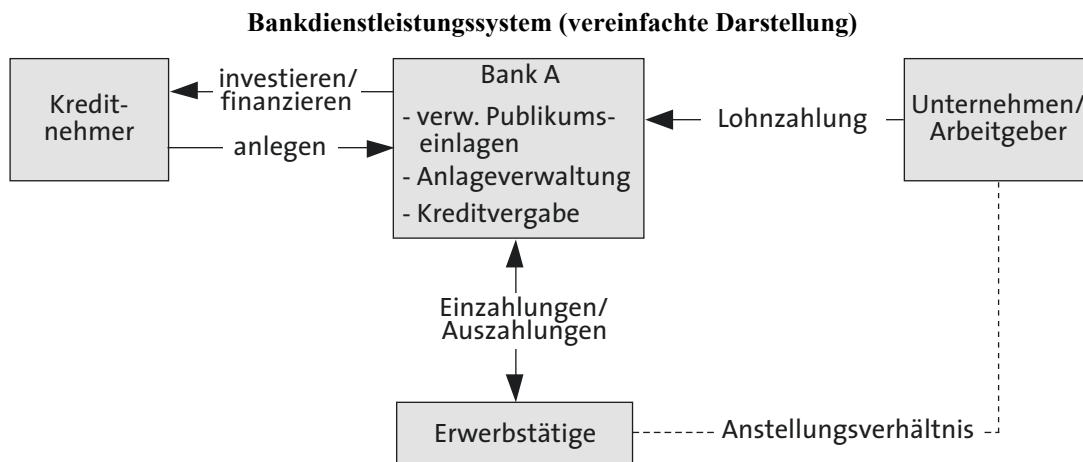 Bankdienstleistungssystem (vereinfachte Darstellung)
Kredit-
nehmer
investieren/
finanzieren
anlegen
Bank A
- verw. Publikums-
einlagen
- Anlageverwaltung
- Kreditvergabe
Lohnzahlung
Unternehmen/
Arbeitgeber
Einzahlungen/
Auszahlungen
Erwerbstätige
Anstellungsverhältnis